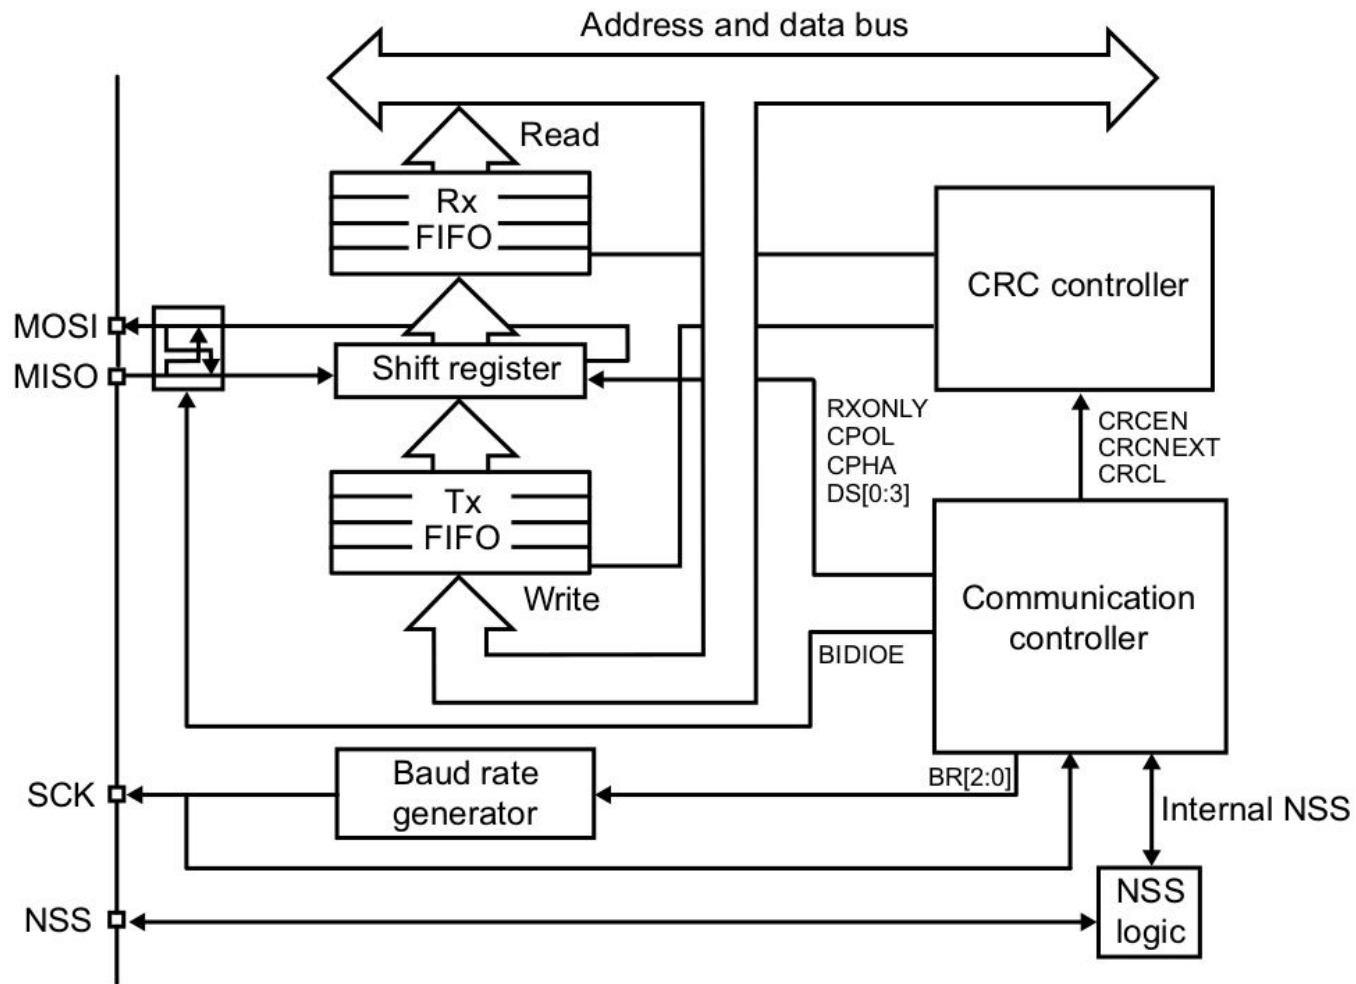 Address and data bus
Read
Rx
FIFO
CRC controller
MOSI
MISO
Shift register
RXONLY
CPOL
CPHA
DS[0:3]
CRCEN
CRCNEXT
CRCL
Tx
FIFO
Write
Communication
controller
BIDIOE
Baud rate
generator
BR[2:0]
SCK
Internal NSS
NSS
NSS
logic